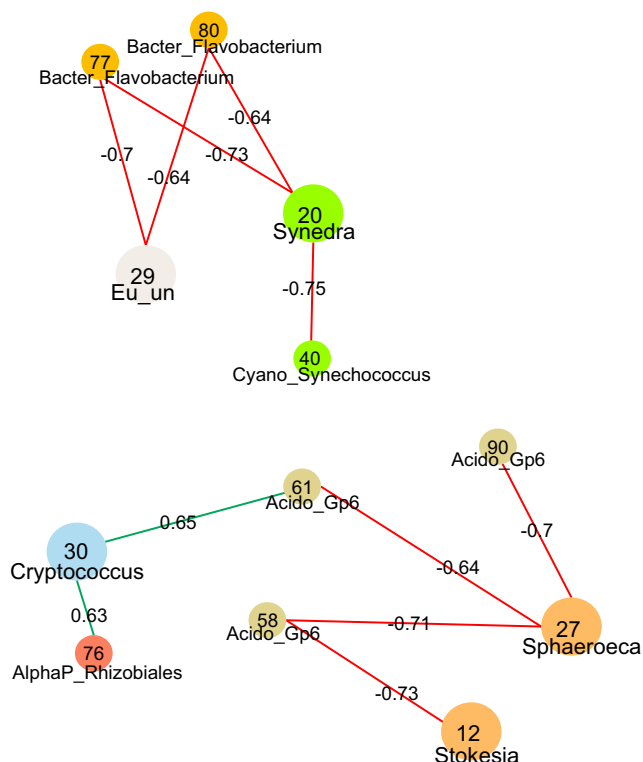 80
Bacter_Flavobacterium
77
Bacter_Flavobacterium
-0.64
-0.7
-0.73
-0.64
20
Synedra
29
Eu_un
-0.75
40
Cyano_Synechococcus
90
Acido_Gp6
61
Acido_Gp6
0.65
-0.7
30
Cryptococcus
-0.64
0.63
58
Acido_Gp6
-0.71
27
Sphaeroeca
76
AlphaP_Rhizobiales
-0.73
12
Stokesia